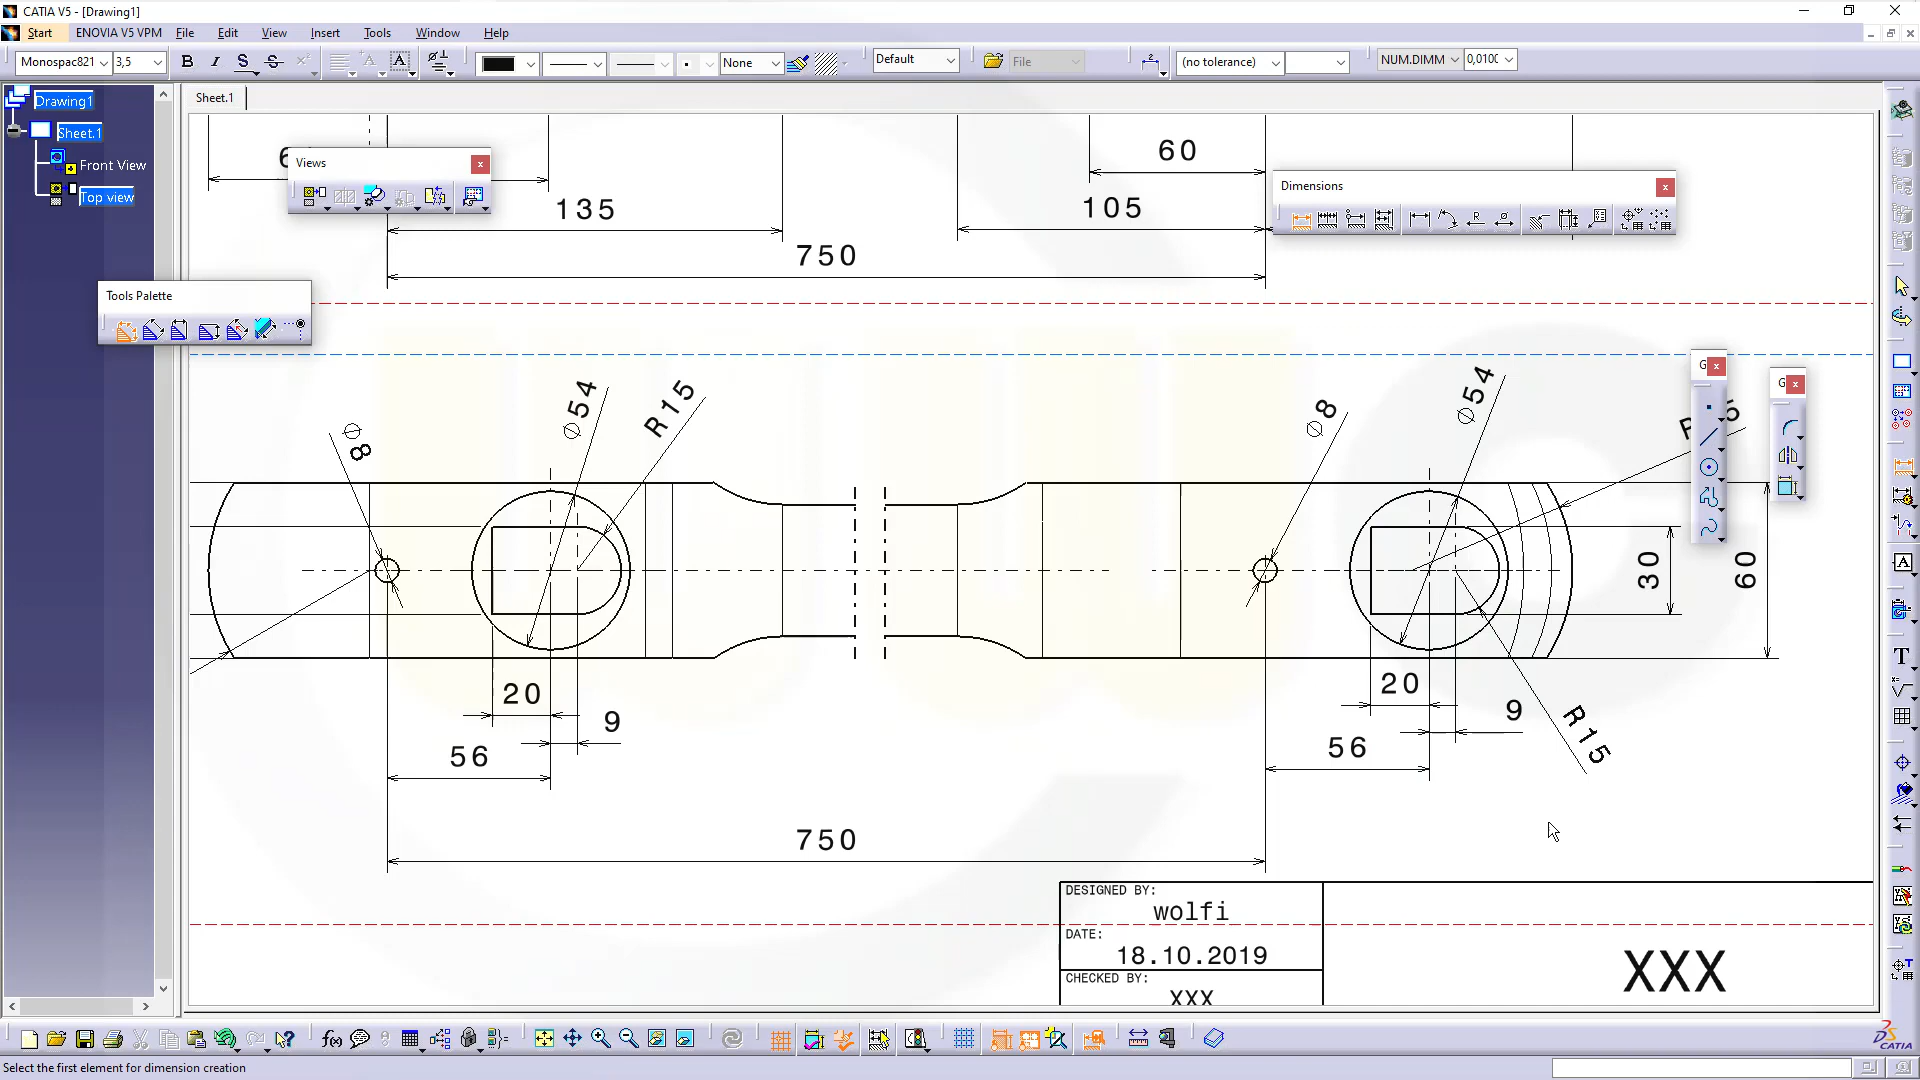 CATIA V5 - [Drawing1]
Start ENOVIA V5 VPM File Edit View Insert Tools Window Help
Monospac821 3,5 B I S S A A None Default File (no tolerance) NUM.DIMM 0,010
Drawing1
Sheet.1
Sheet.1
Front View
Top view
Views
60
Dimensions
135
105
750
Tools Palette
⌀8
⌀54
R15
⌀8
⌀54
G
G
30
60
20
9
56
20
9
56
R15
750
DESIGNED BY:
wolfi
DATE:
18.10.2019
CHECKED BY:
XXX
XXX
CATIA
Select the first element for dimension creation